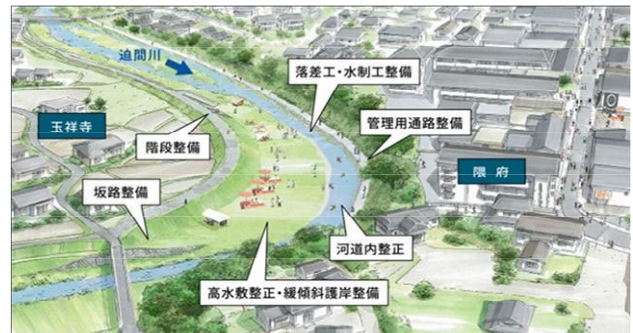 迫間川
落差工・水制工整備
玉祥寺
管理用通路整備
階段整備
隈府
坂路整備
河道内整正
高水敷整正・緩傾斜護岸整備